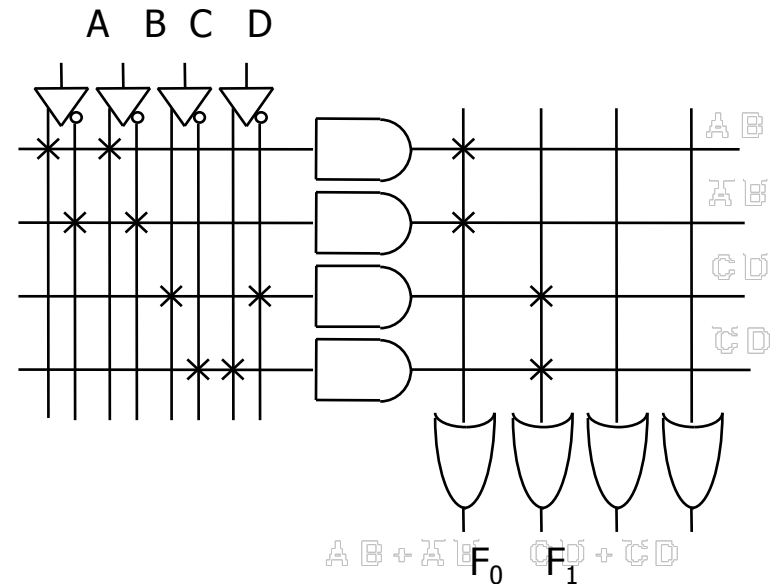 A B C D
A B
A̅ B̅
C D̅
C̅ D
A B + A̅ B̅ F₀ C D̅ + C̅ D F₁